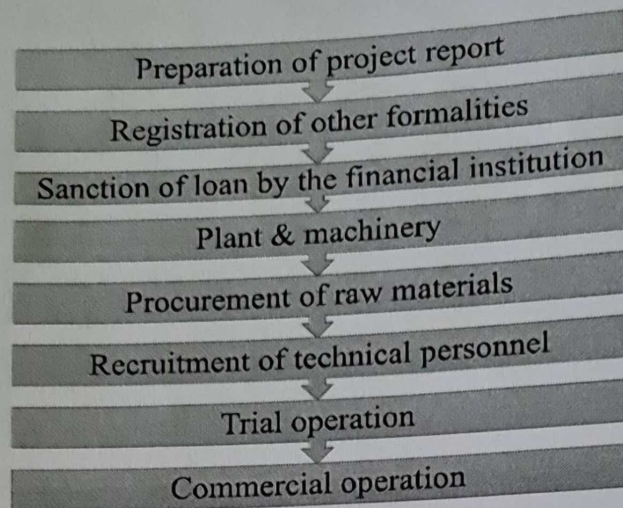 Preparation of project report
Registration of other formalities
Sanction of loan by the financial institution
Plant & machinery
Procurement of raw materials
Recruitment of technical personnel
Trial operation
Commercial operation